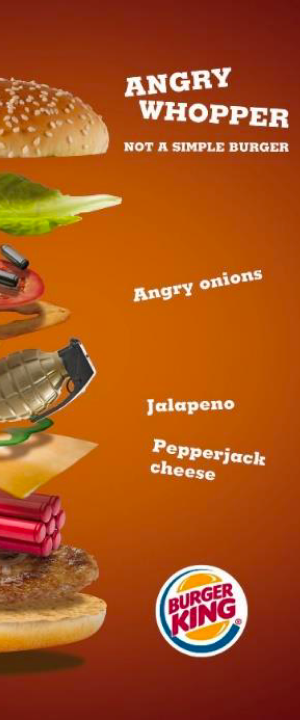 ANGRY
WHOPPER
NOT A SIMPLE BURGER
Angry onions
Jalapeno
Pepperjack
cheese
BURGER
KING